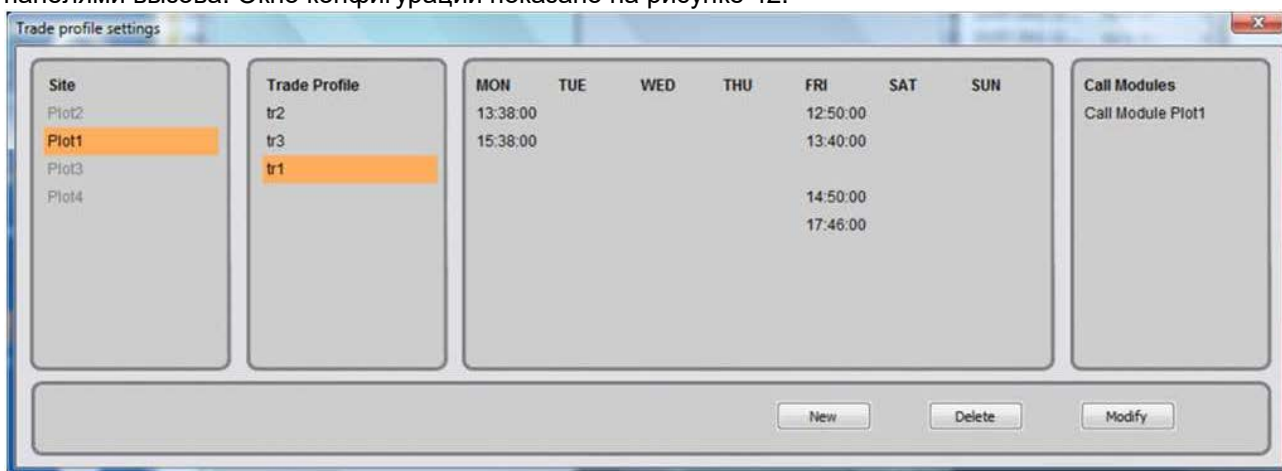 панелями вызова. Окно конфигурации показано на рисунке 42.
Trade profile settings
Site
Plot2
Plot1
Plot3
Plot4
Trade Profile
tr2
tr3
tr1
MON TUE WED THU FRI SAT SUN
13:38:00 12:50:00
15:38:00 13:40:00
14:50:00
17:46:00
Call Modules
Call Module Plot1
New Delete Modify